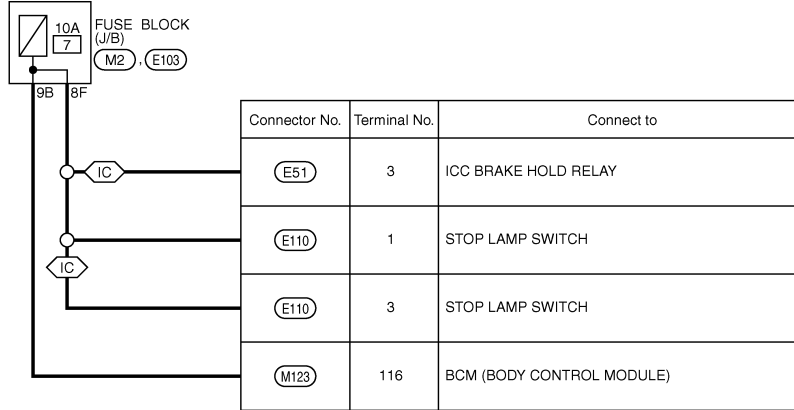 10A
7
FUSE BLOCK
(J/B)
M2 , E103
9B 8F
Connector No. Terminal No. Connect to
IC E51 3 ICC BRAKE HOLD RELAY
E110 1 STOP LAMP SWITCH
IC
E110 3 STOP LAMP SWITCH
M123 116 BCM (BODY CONTROL MODULE)